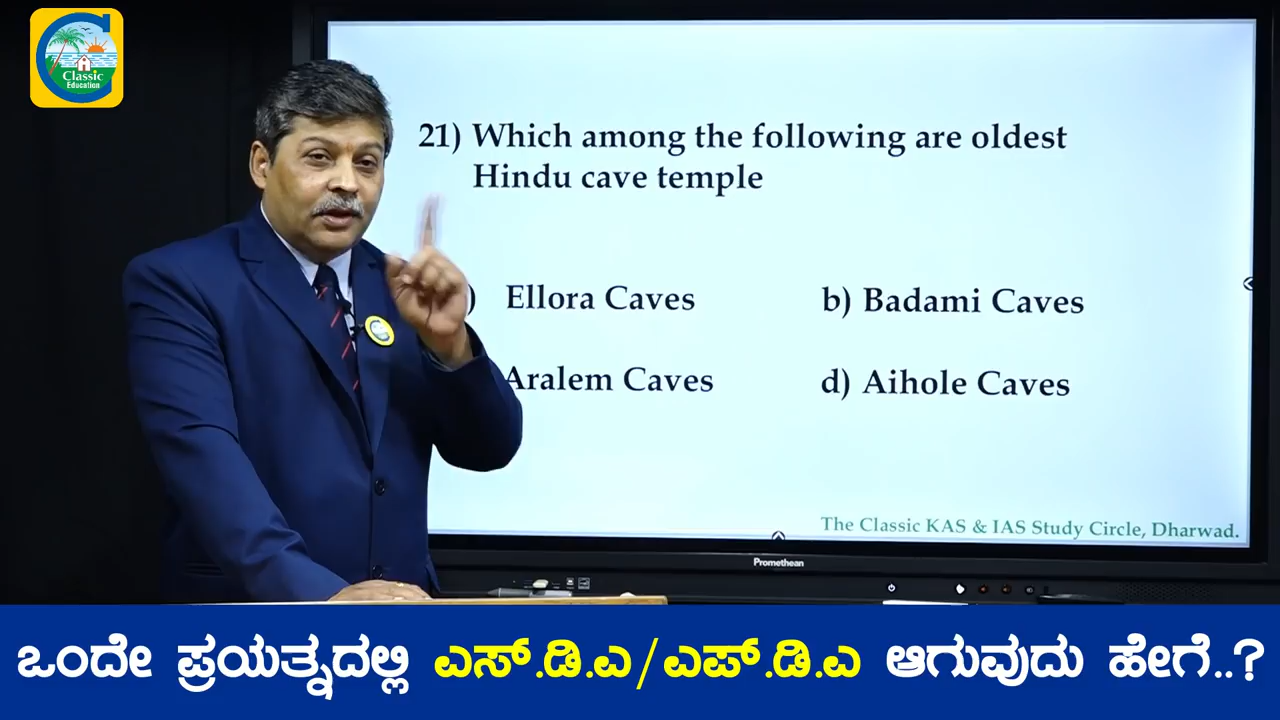 Classic
Education
21) Which among the following are oldest
Hindu cave temple
) Ellora Caves
b) Badami Caves
Aralem Caves
d) Aihole Caves
The Classic KAS & IAS Study Circle, Dharwad.
Promethean
ಒಂದೇ ಪ್ರಯತ್ನದಲ್ಲಿ ಎಸ್.ಡಿ.ಎ/ಎಫ್.ಡಿ.ಎ ಆಗುವುದು ಹೇಗೆ..?